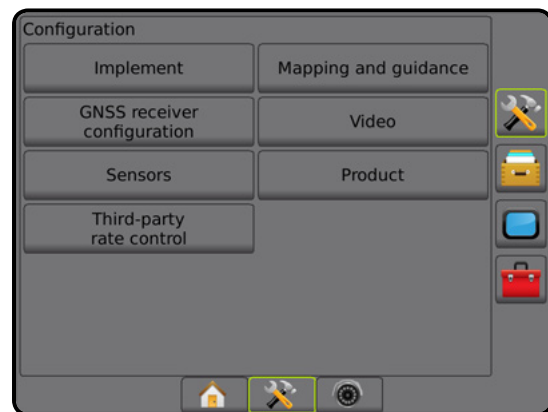 Configuration
Implement
Mapping and guidance
GNSS receiver
configuration
Video
Sensors
Product
Third-party
rate control